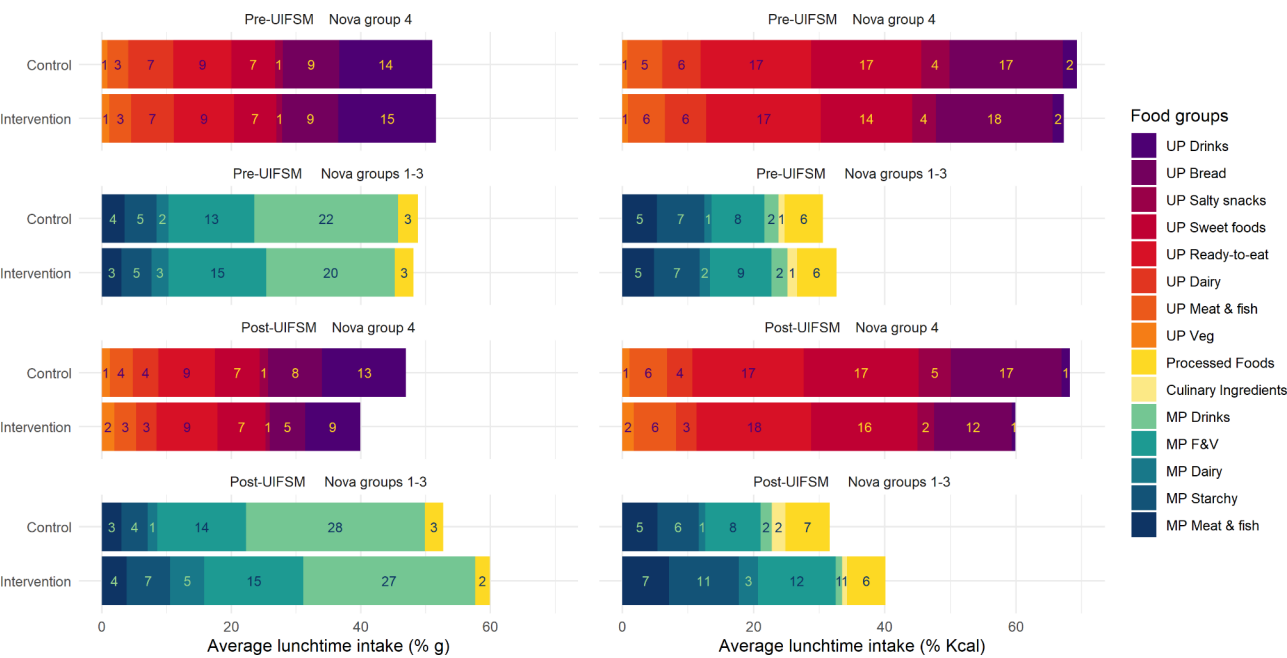 Pre-UIFSM Nova group 4
Control 1 3 7 9 7 1 9 14
Intervention 1 3 7 9 7 1 9 15
Pre-UIFSM Nova groups 1-3
Control 4 5 2 13 22 3
Intervention 3 5 3 15 20 3
Post-UIFSM Nova group 4
Control 1 4 4 9 7 1 8 13
Intervention 2 3 3 9 7 1 5 9
Post-UIFSM Nova groups 1-3
Control 3 4 1 14 28 3
Intervention 4 7 5 15 27 2
0 20 40 60
Average lunchtime intake (% g)
Pre-UIFSM Nova group 4
1 5 6 17 17 4 17 2
1 6 6 17 14 4 18 2
Pre-UIFSM Nova groups 1-3
5 7 1 8 2 1 6
5 7 2 9 2 1 6
Post-UIFSM Nova group 4
1 6 4 17 17 5 17 1
2 6 3 18 16 2 12 1
Post-UIFSM Nova groups 1-3
5 6 1 8 2 2 7
7 11 3 12 1 1 6
0 20 40 60
Average lunchtime intake (% Kcal)
Food groups
UP Drinks
UP Bread
UP Salty snacks
UP Sweet foods
UP Ready-to-eat
UP Dairy
UP Meat & fish
UP Veg
Processed Foods
Culinary Ingredients
MP Drinks
MP F&V
MP Dairy
MP Starchy
MP Meat & fish